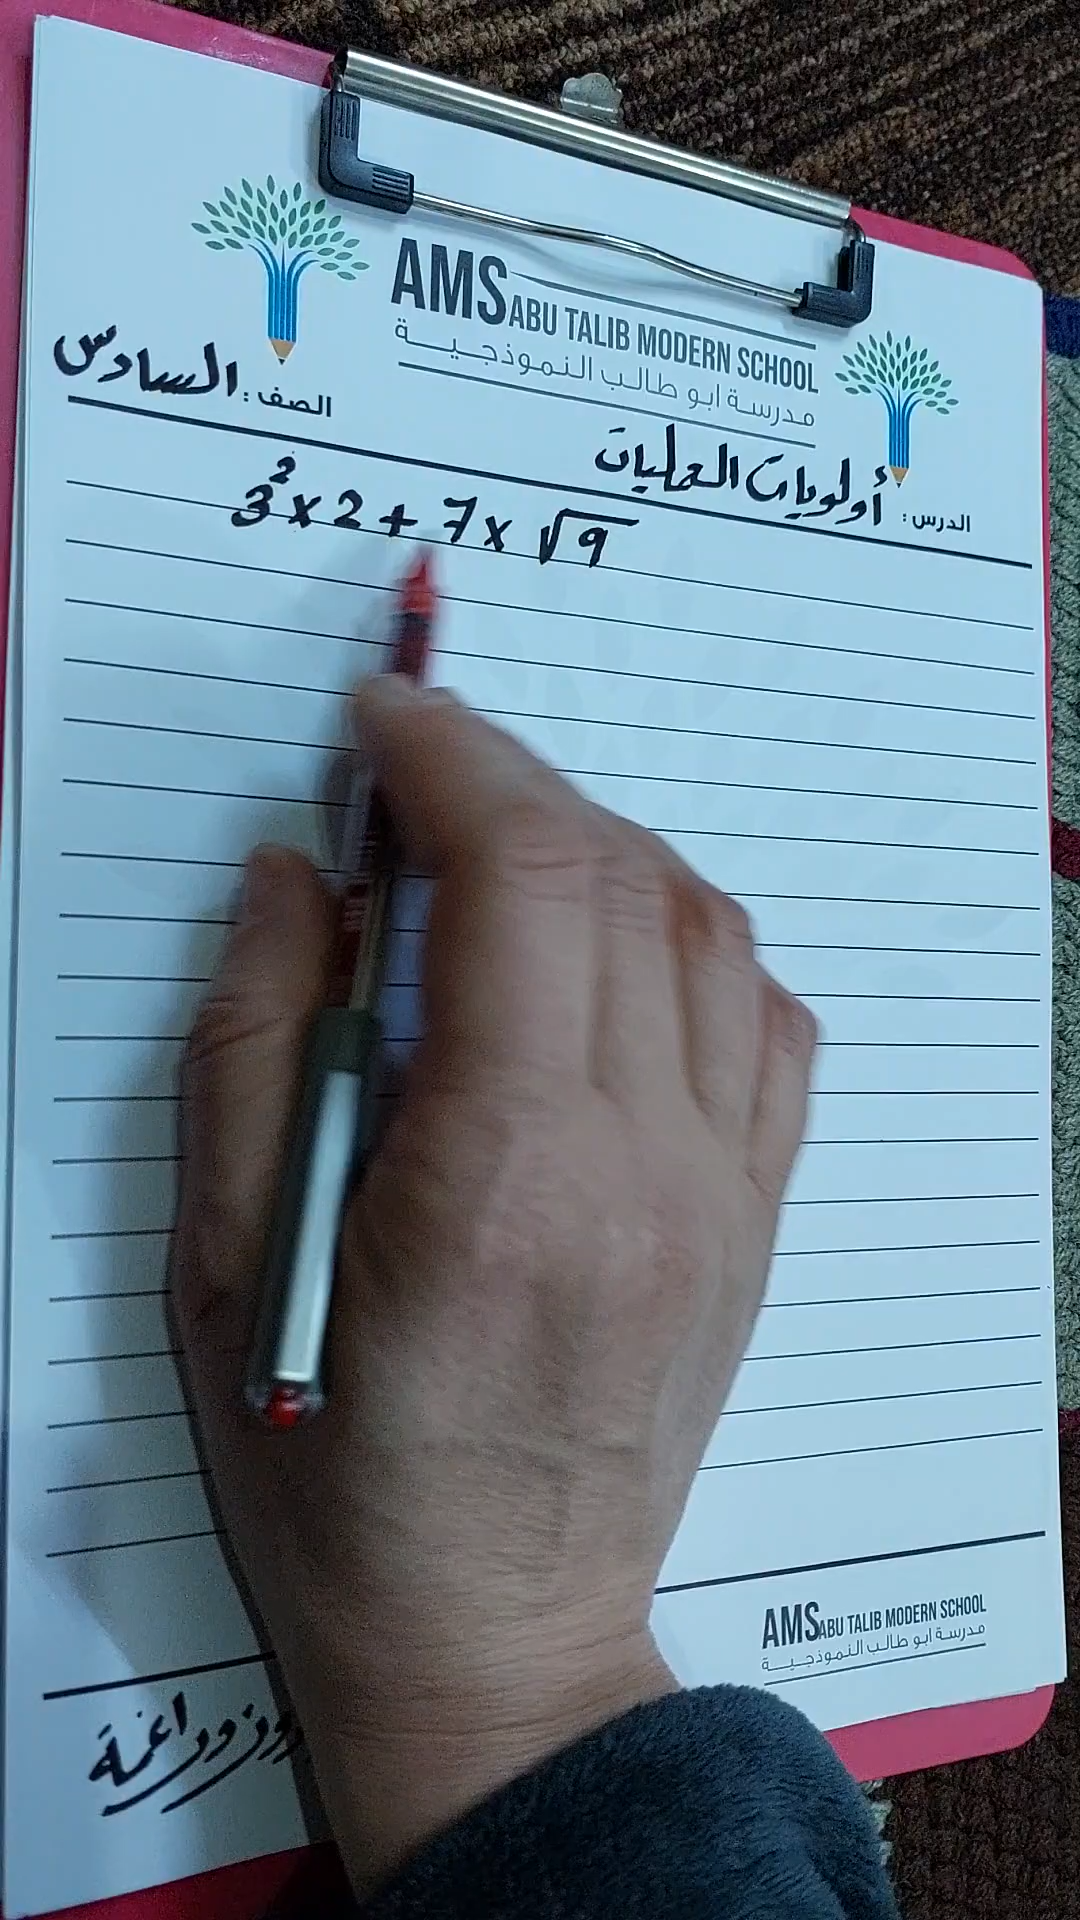 AMS ABU TALIB MODERN SCHOOL
مدرسة ابو طالب النموذجية
الصف: السادس
الدرس: أولويات العمليات
3² × 2 + 7 × √9
AMS ABU TALIB MODERN SCHOOL
مدرسة ابو طالب النموذجية